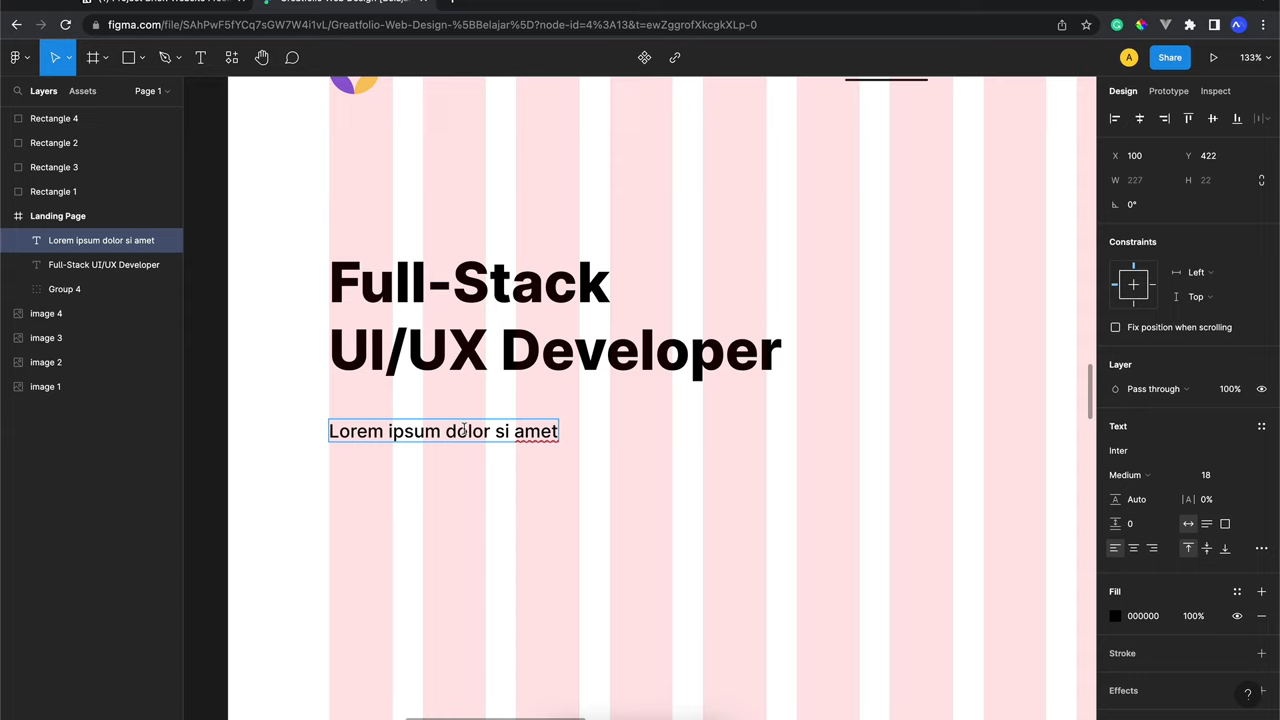 figma.com/file/SAhPwF5fYCq7sGW7W4i1vL/Greatfolio-Web-Design-%5BBelajar%5D?node-id=4%3A13&t=ewZggrofXkcgkXLp-0
A
Share
133%
Layers
Assets
Page 1
Design
Prototype
Inspect
Rectangle 4
Rectangle 2
Rectangle 3
Rectangle 1
Landing Page
Lorem ipsum dolor si amet
Full-Stack UI/UX Developer
Group 4
image 4
image 3
image 2
image 1
Full-Stack
UI/UX Developer
Lorem ipsum dolor si amet
X 100 Y 422
W 227 H 22
0°
Constraints
Left
Top
Fix position when scrolling
Layer
Pass through 100%
Text
Inter
Medium 18
Auto |A| 0%
0
Fill
000000 100%
Stroke
Effects
?